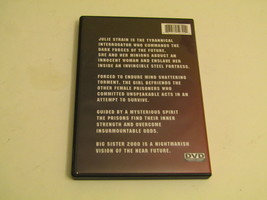 JULIE STRAIN IS THE TYRANNICAL
INTERROGATOR WHO COMMANDS THE
DARK FORCES OF THE FUTURE.
SHE AND HER MINIONS ABDUCT AN
INNOCENT WOMAN AND ENSLAVE HER
INSIDE AN INVINCIBLE STEEL FORTRESS.
FORCED TO ENDURE MIND SHATTERING
TORMENT, THE GIRL BEFRIENDS THE
OTHER FEMALE PRISONERS WHO
COMMITTED UNSPEAKABLE ACTS IN AN
ATTEMPT TO SURVIVE.
GUIDED BY A MYSTERIOUS SPIRIT
THE PRISONS FIND THEIR INNER
STRENGTH AND OVERCOME
INSURMOUNTABLE ODDS.
BIG SISTER 2000 IS A NIGHTMARISH
VISION OF THE NEAR FUTURE.
DVD